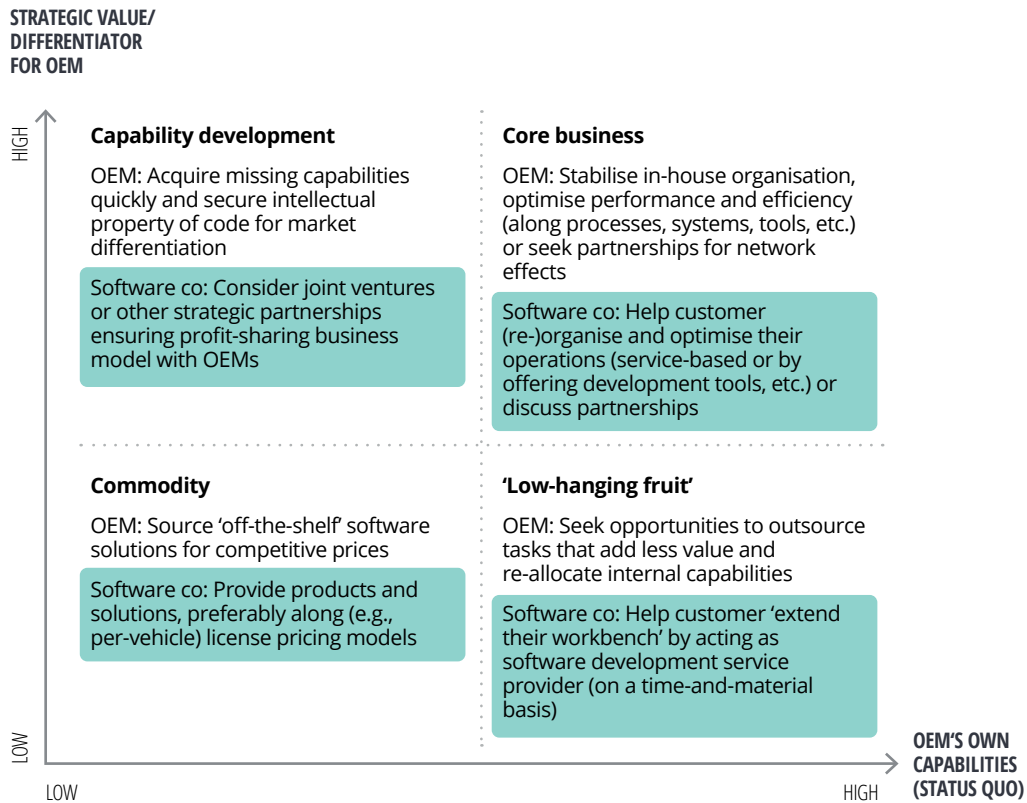 STRATEGIC VALUE/
DIFFERENTIATOR
FOR OEM
HIGH
Capability development
OEM: Acquire missing capabilities
quickly and secure intellectual
property of code for market
differentiation
Software co: Consider joint ventures
or other strategic partnerships
ensuring profit-sharing business
model with OEMs
Core business
OEM: Stabilise in-house organisation,
optimise performance and efficiency
(along processes, systems, tools, etc.)
or seek partnerships for network
effects
Software co: Help customer
(re-)organise and optimise their
operations (service-based or by
offering development tools, etc.) or
discuss partnerships
Commodity
OEM: Source ‘off-the-shelf’ software
solutions for competitive prices
Software co: Provide products and
solutions, preferably along (e.g.,
per-vehicle) license pricing models
‘Low-hanging fruit’
OEM: Seek opportunities to outsource
tasks that add less value and
re-allocate internal capabilities
Software co: Help customer ‘extend
their workbench’ by acting as
software development service
provider (on a time-and-material
basis)
LOW
LOW
HIGH
OEM‘S OWN
CAPABILITIES
(STATUS QUO)